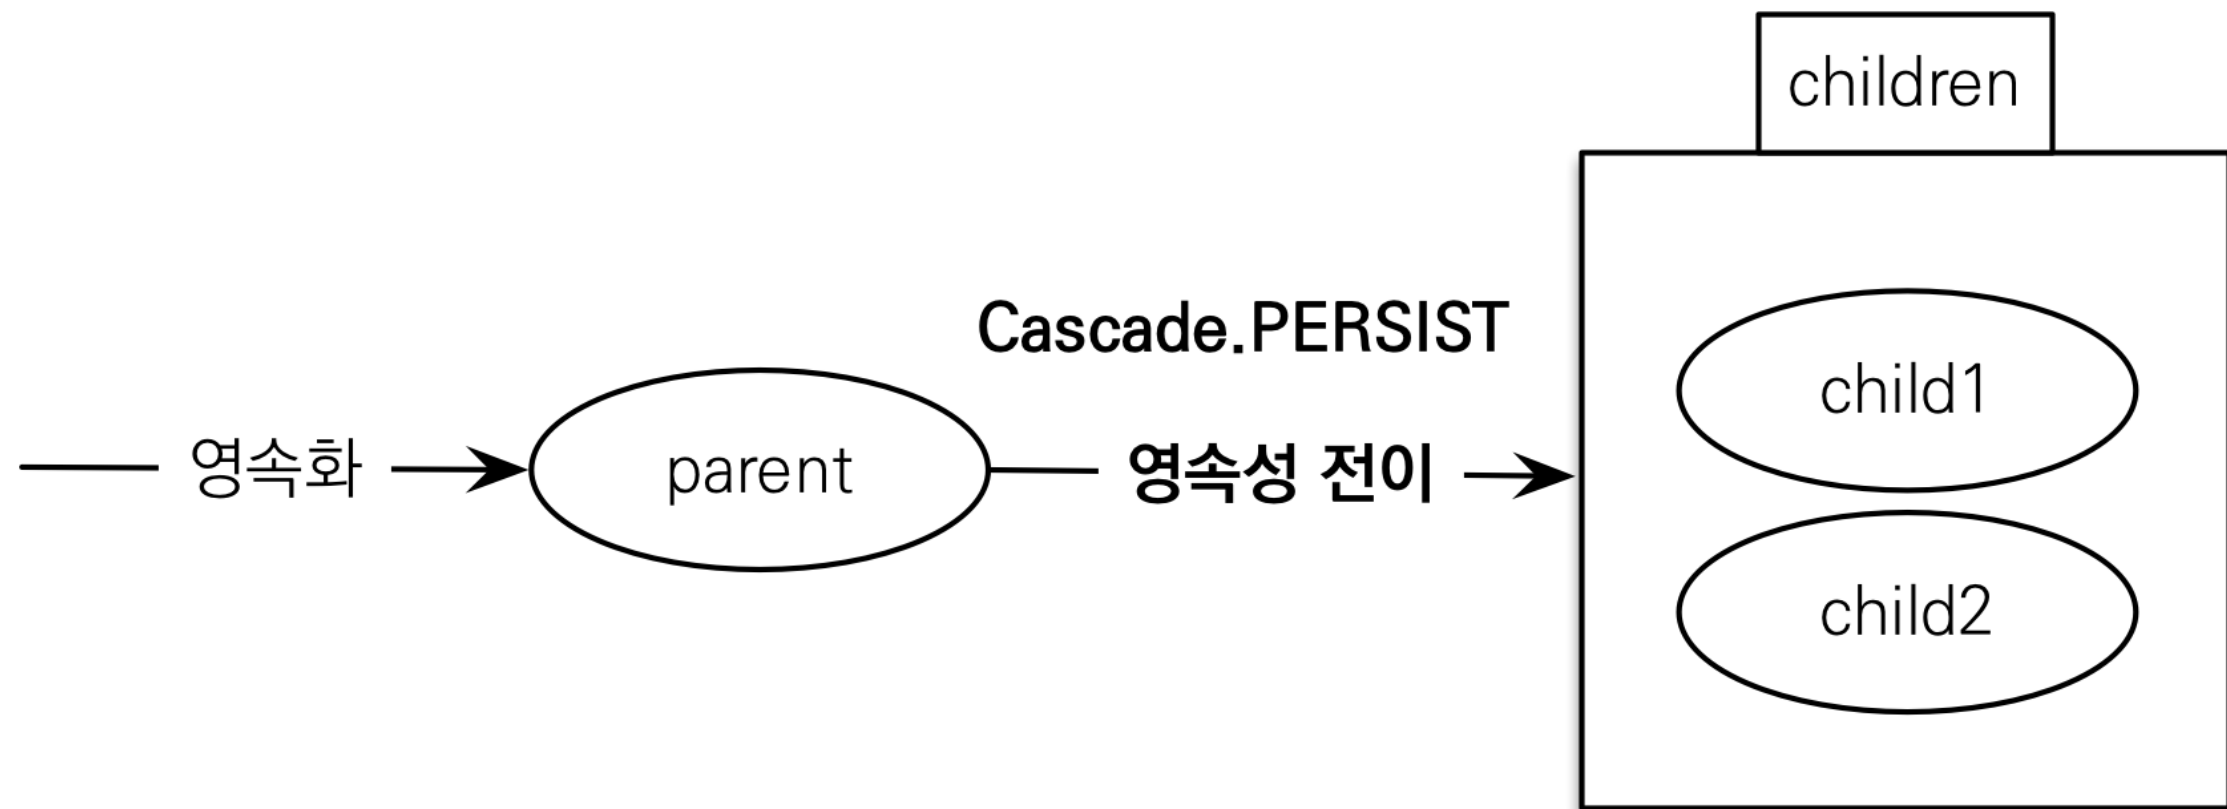 children
Cascade.PERSIST
child1
영속화
parent
영속성 전이
child2